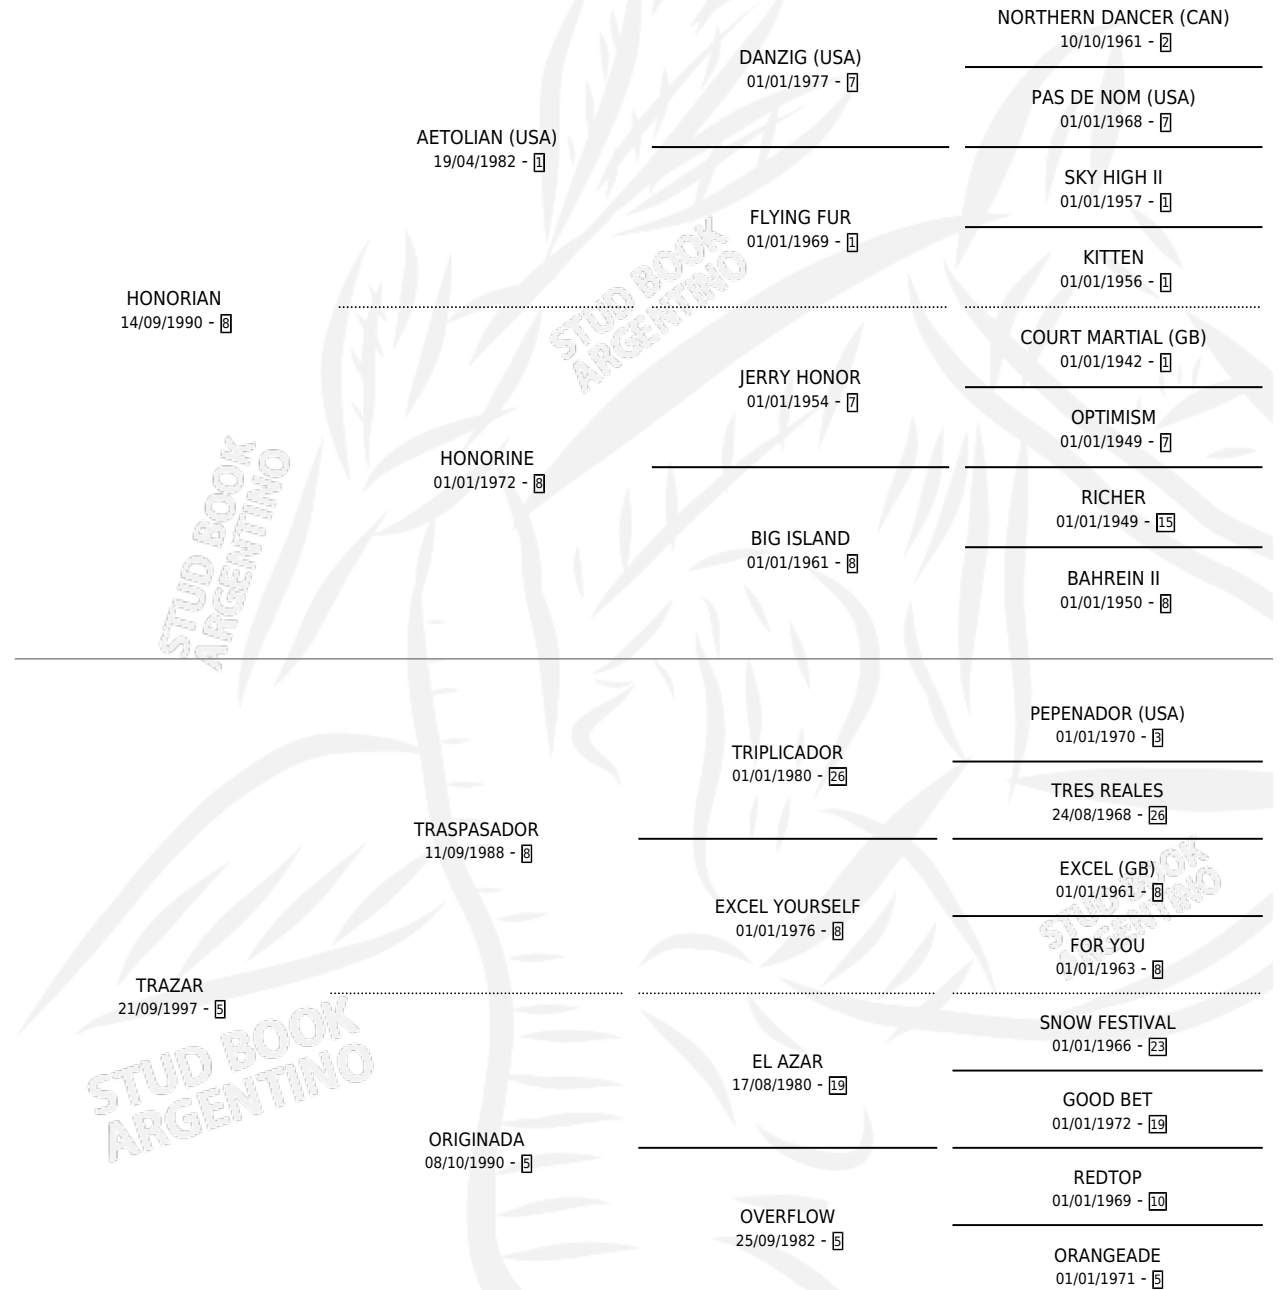 NORTHERN DANCER (CAN)
10/10/1961 - 2
DANZIG (USA)
01/01/1977 - 7
PAS DE NOM (USA)
01/01/1968 - 7
AETOLIAN (USA)
19/04/1982 - 1
SKY HIGH II
01/01/1957 - 1
FLYING FUR
01/01/1969 - 1
KITTEN
01/01/1956 - 1
HONORIAN
14/09/1990 - 8
COURT MARTIAL (GB)
01/01/1942 - 1
JERRY HONOR
01/01/1954 - 7
OPTIMISM
01/01/1949 - 7
HONORINE
01/01/1972 - 8
RICHER
01/01/1949 - 15
BIG ISLAND
01/01/1961 - 8
BAHREIN II
01/01/1950 - 8
STUD BOOK
ARGENTINO
STUD BOOK
ARGENTINO
PEPENADOR (USA)
01/01/1970 - 3
TRIPLICADOR
01/01/1980 - 26
TRES REALES
24/08/1968 - 26
TRASPASADOR
11/09/1988 - 8
EXCEL (GB)
01/01/1961 - 8
EXCEL YOURSELF
01/01/1976 - 8
FOR YOU
01/01/1963 - 8
TRAZAR
21/09/1997 - 5
SNOW FESTIVAL
01/01/1966 - 23
EL AZAR
17/08/1980 - 19
GOOD BET
01/01/1972 - 19
ORIGINADA
08/10/1990 - 5
REDTOP
01/01/1969 - 10
OVERFLOW
25/09/1982 - 5
ORANGEADE
01/01/1971 - 5
STUD BOOK
ARGENTINO
STUD BOOK
ARGENTINO